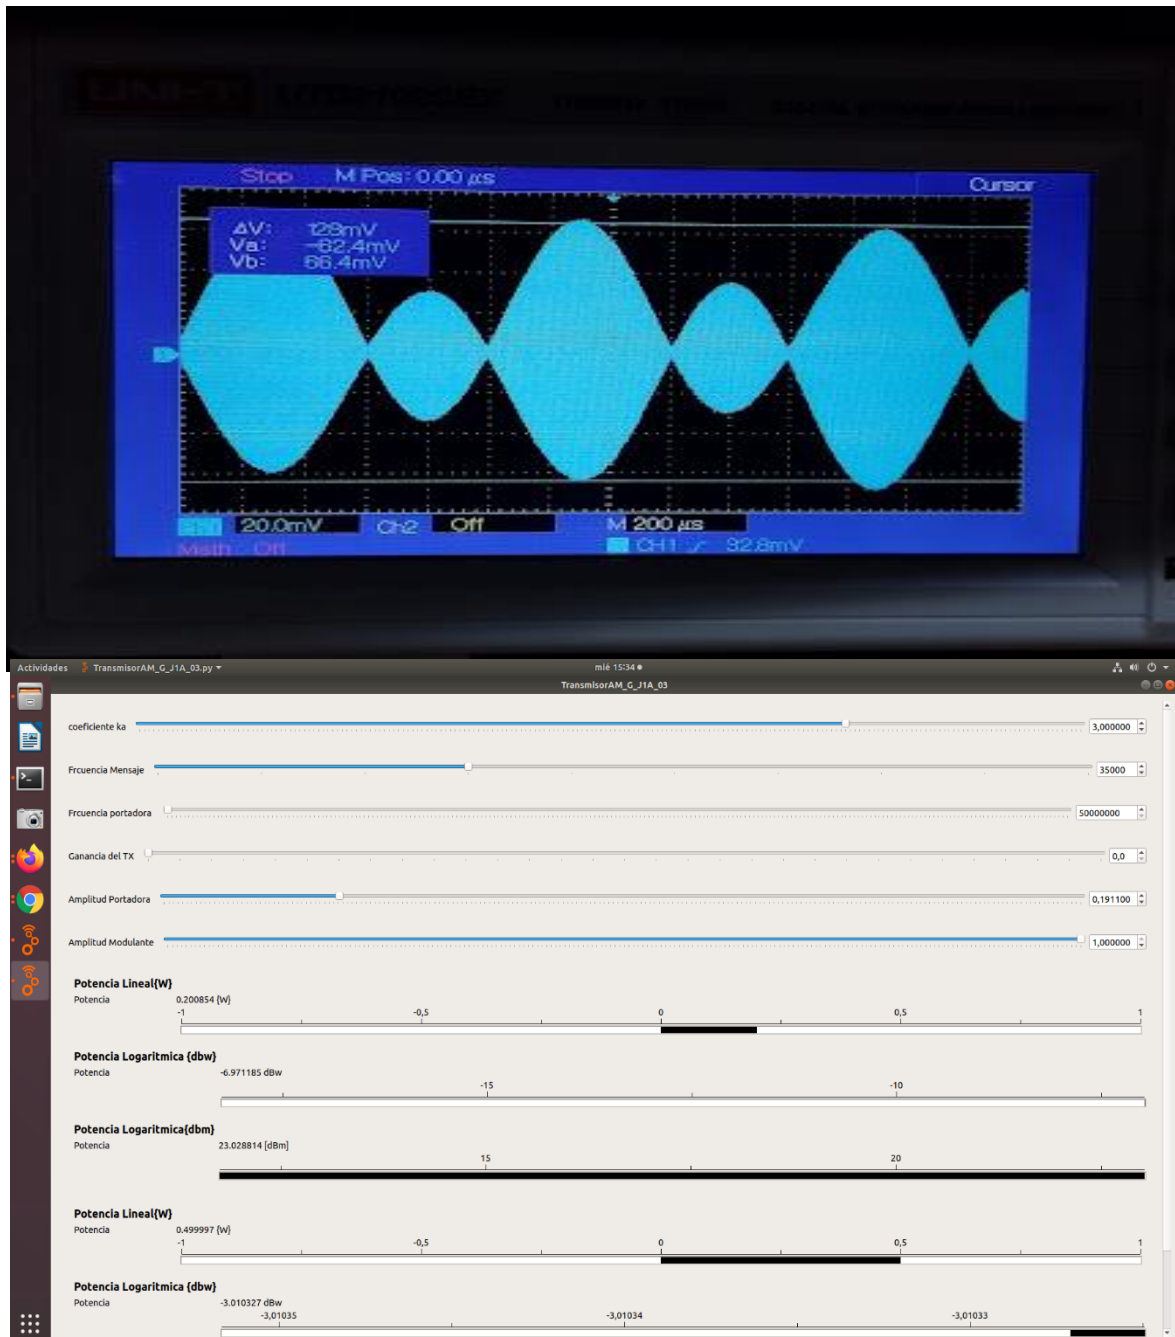 UNI-T
Stop M Pos: 0.00 µs Cursor
ΔV: 129mV
Va: -62.4mV
Vb: 66.4mV
20.0mV Ch2 Off M 200 µs
Math Off CH1 32.8mV
Actividades TransmisorAM_G_J1A_03.py mié 15:34
TransmisorAM_G_J1A_03
coeficiente ka 3,000000
Frcuencia Mensaje 35000
Frcuencia portadora 50000000
Ganancia del TX 0,0
Amplitud Portadora 0,191100
Amplitud Modulante 1,000000
Potencia Lineal{W}
Potencia 0.200854 {W}
-1 -0,5 0 0,5 1
Potencia Logaritmica {dbw}
Potencia -6.971185 dBw
-15 -10
Potencia Logaritmica{dbm}
Potencia 23.028814 [dBm]
15 20
Potencia Lineal{W}
Potencia 0.499997 {W}
-1 -0,5 0 0,5 1
Potencia Logaritmica {dbw}
Potencia -3.010327 dBw
-3,01035 -3,01034 -3,01033